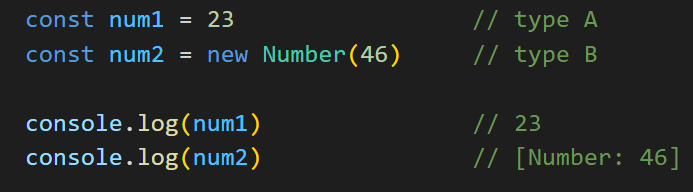 const num1 = 23 // type A
const num2 = new Number(46) // type B
console.log(num1) // 23
console.log(num2) // [Number: 46]